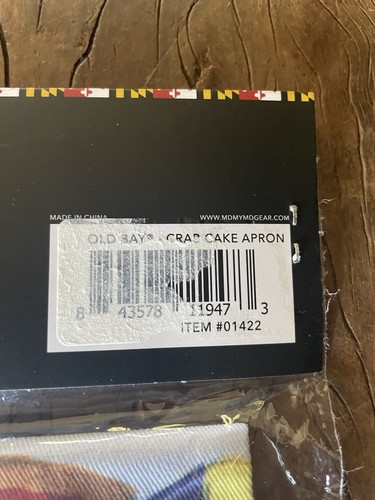 MADE IN CHINA WWW.MDMYMDGEAR.COM
OLD BAY® - CRAB CAKE APRON
8 43578 11947 3
ITEM #01422